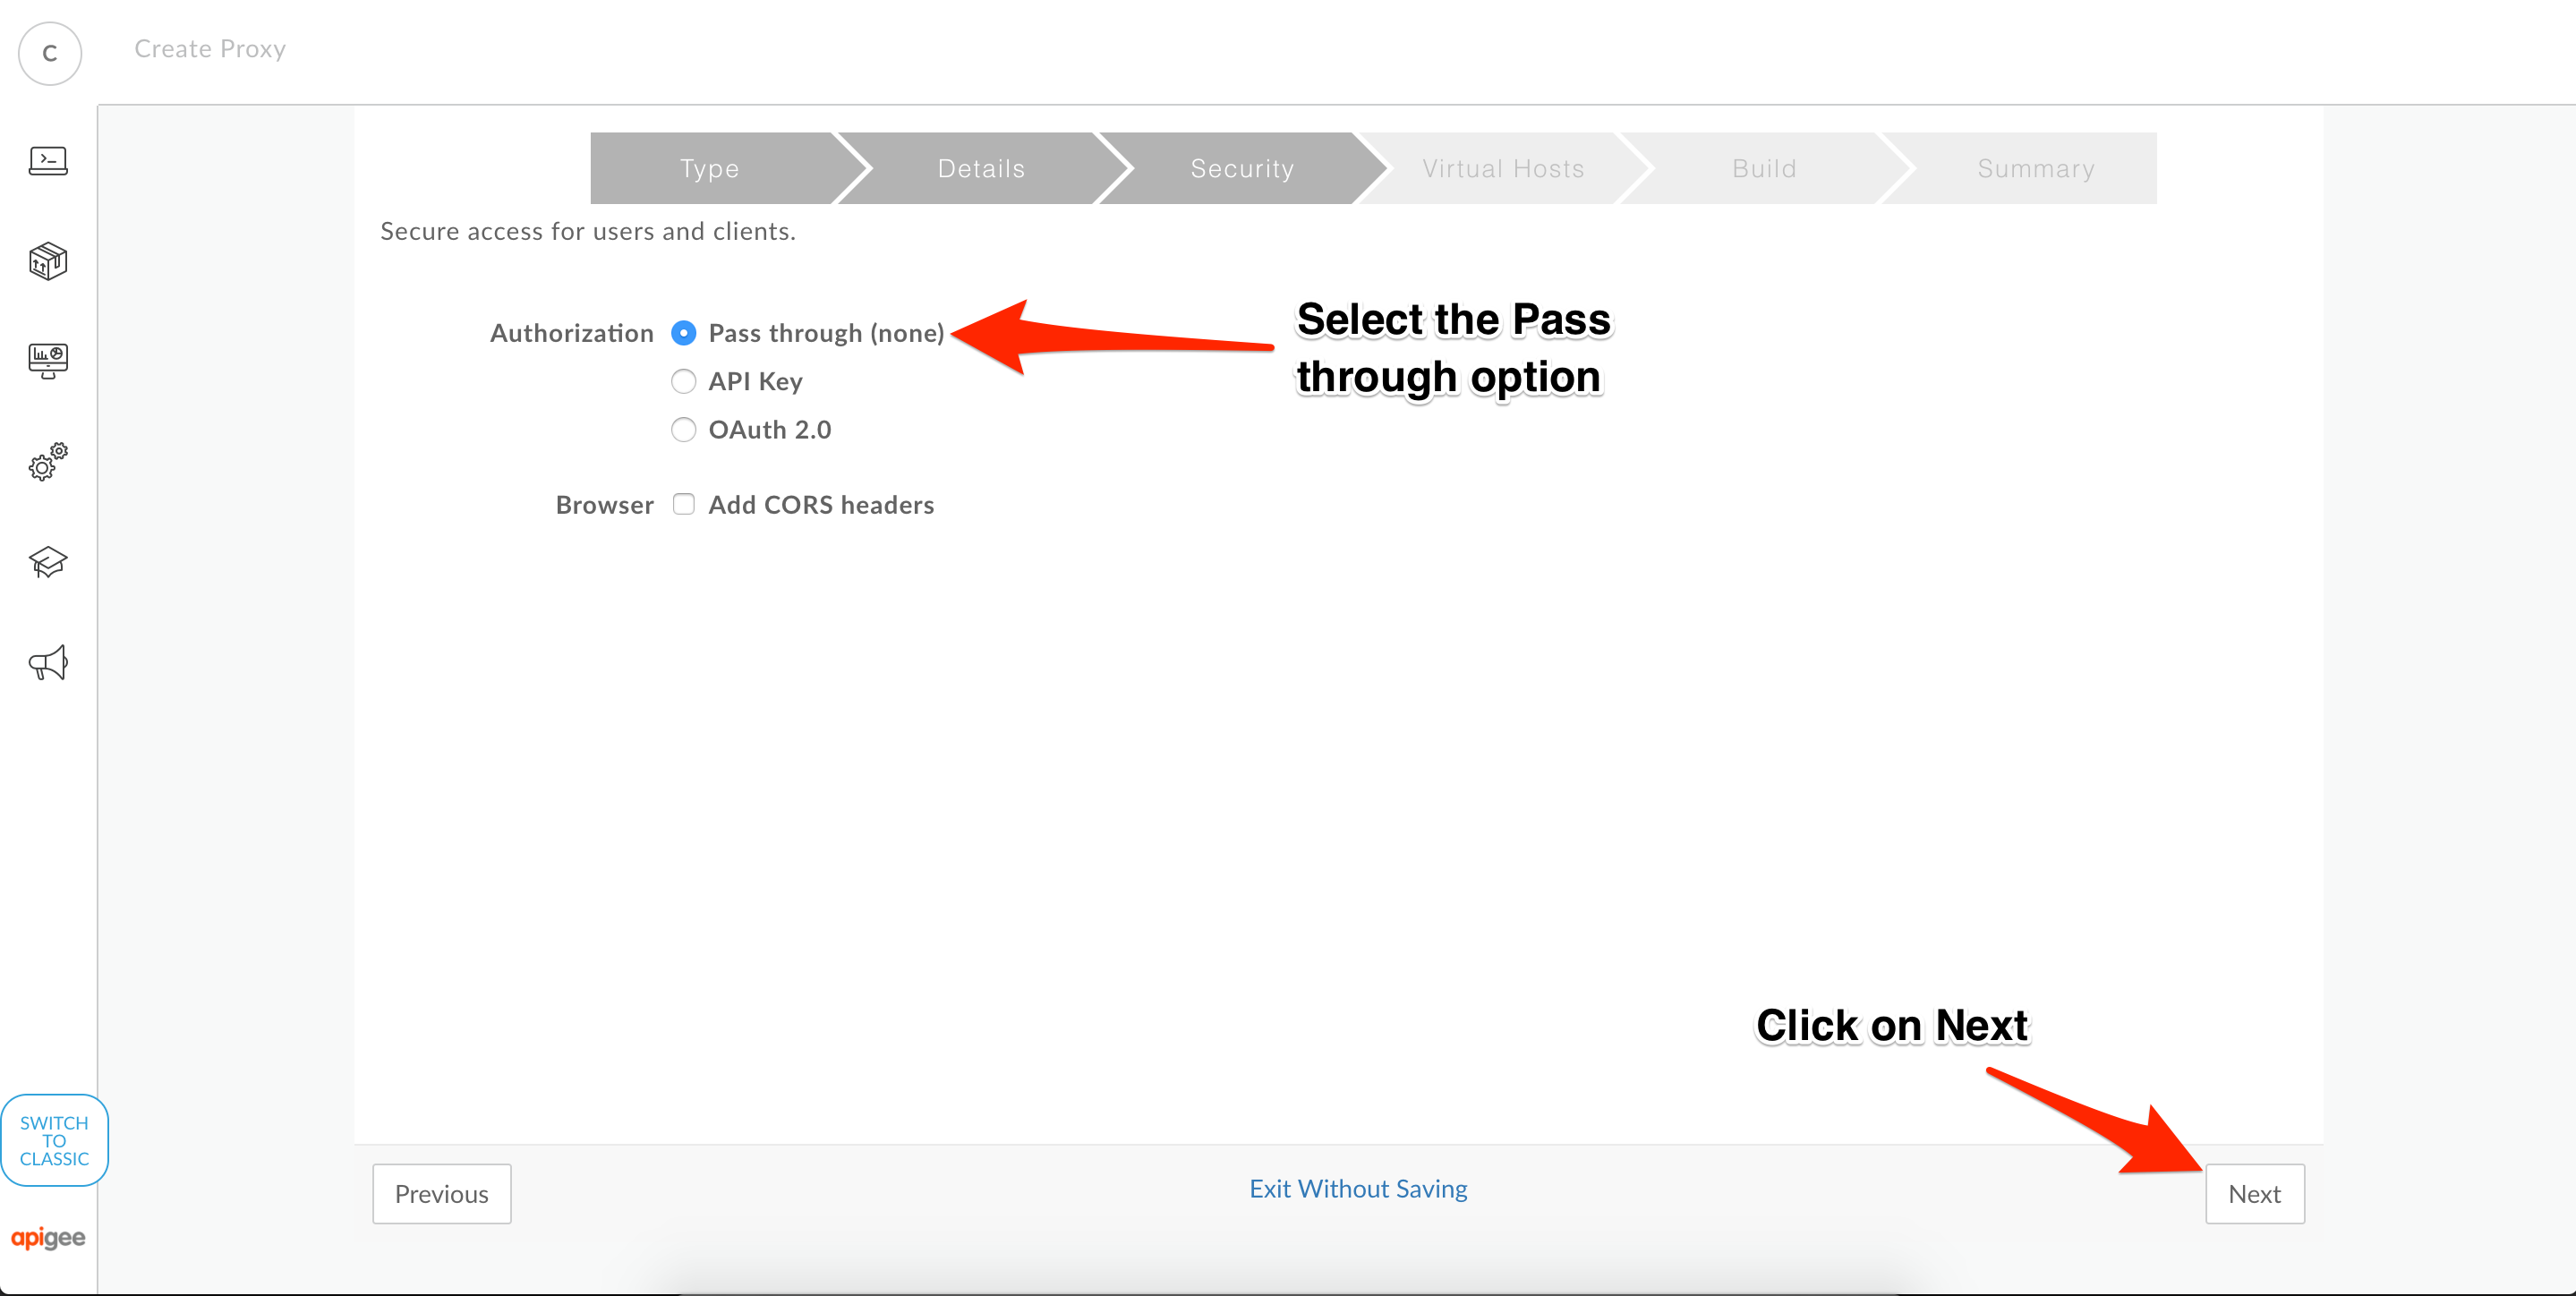 C
Create Proxy
Type
Details
Security
Virtual Hosts
Build
Summary
Secure access for users and clients.
Authorization
Pass through (none)
API Key
OAuth 2.0
Select the Pass
through option
Browser
Add CORS headers
Click on Next
SWITCH
TO
CLASSIC
Previous
Exit Without Saving
Next
apigee